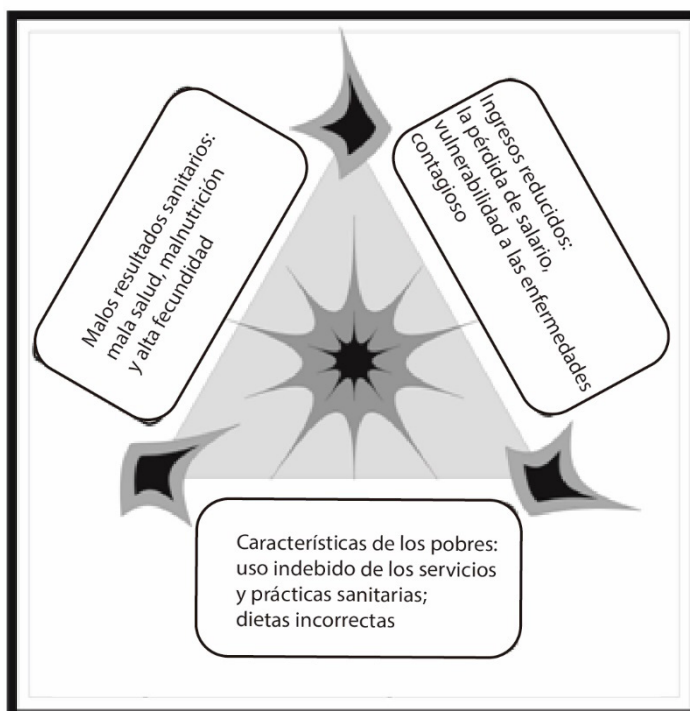 Malos resultados sanitarios:
mala salud, malnutrición
y alta fecundidad
Ingresos reducidos:
la pérdida de salario,
vulnerabilidad a las enfermedades
contagioso
Características de los pobres:
uso indebido de los servicios
y prácticas sanitarias;
dietas incorrectas